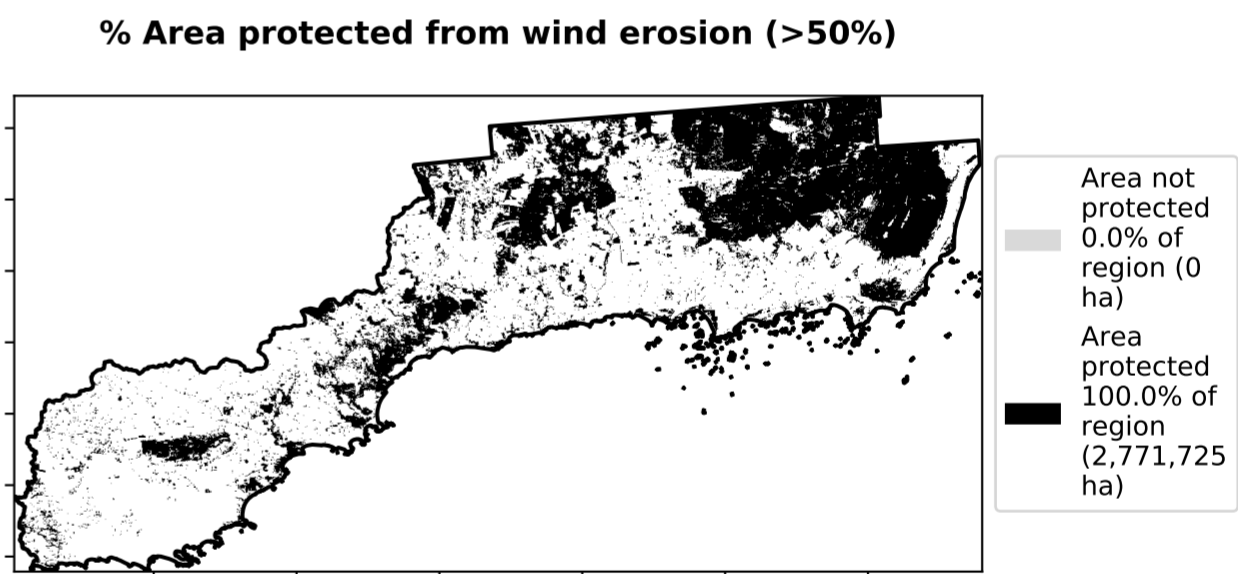 % Area protected from wind erosion (>50%)
Area not
protected
0.0% of
region (0
ha)
Area
protected
100.0% of
region
(2,771,725
ha)